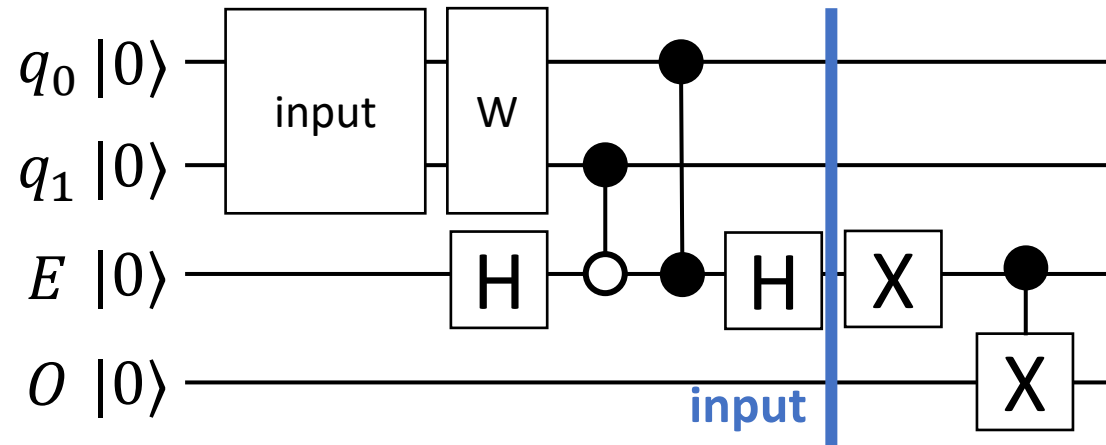 q₀ |0⟩ input W
q₁ |0⟩
E |0⟩ H H X
O |0⟩ input X